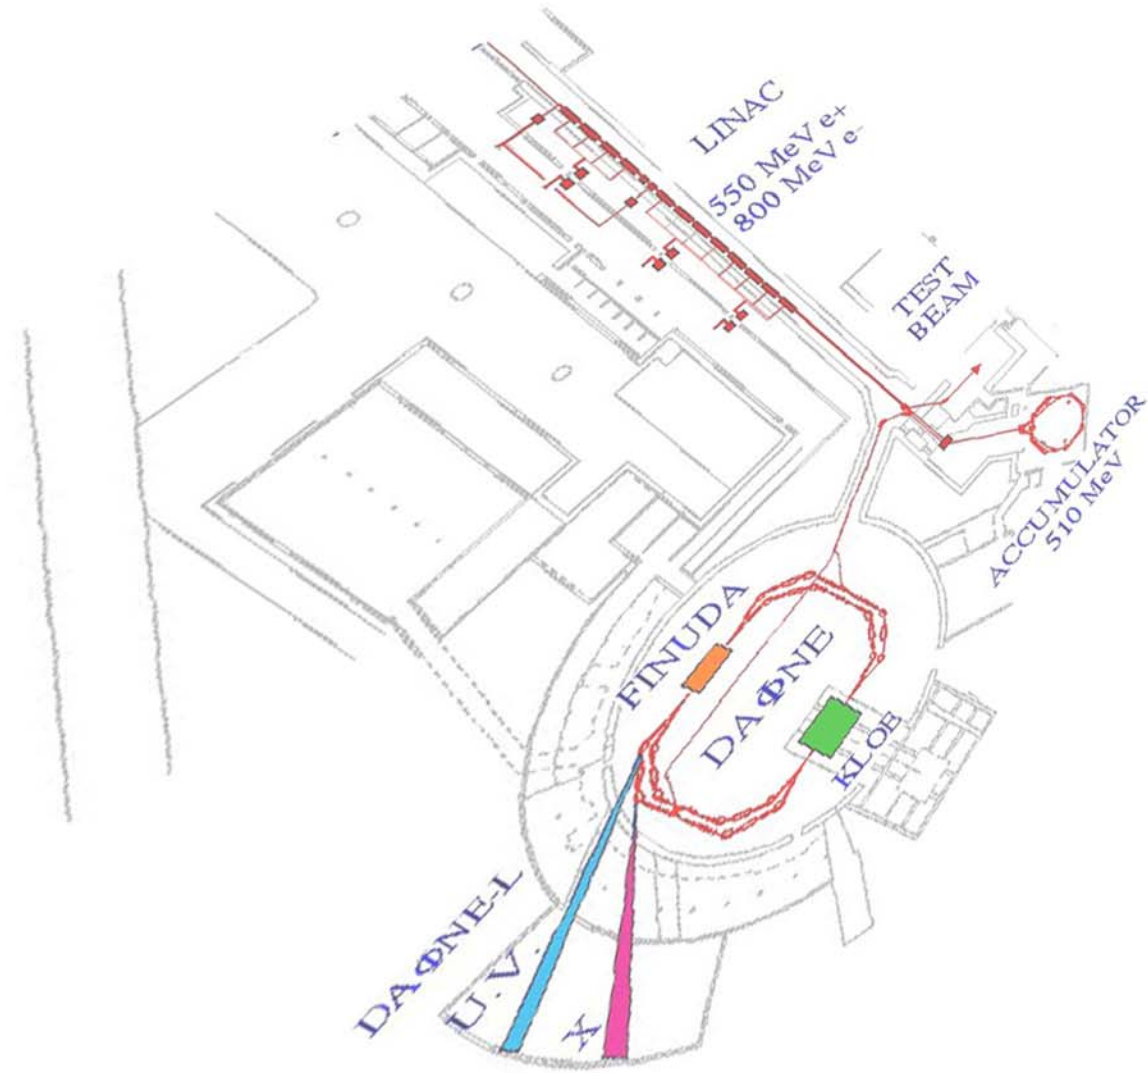 LINAC
550 MeV e+
800 MeV e-
TEST
BEAM
ACCUMULATOR
510 MeV
FINUDA
DAΦNE
KLOE
DAΦNE-L
U.V.
X